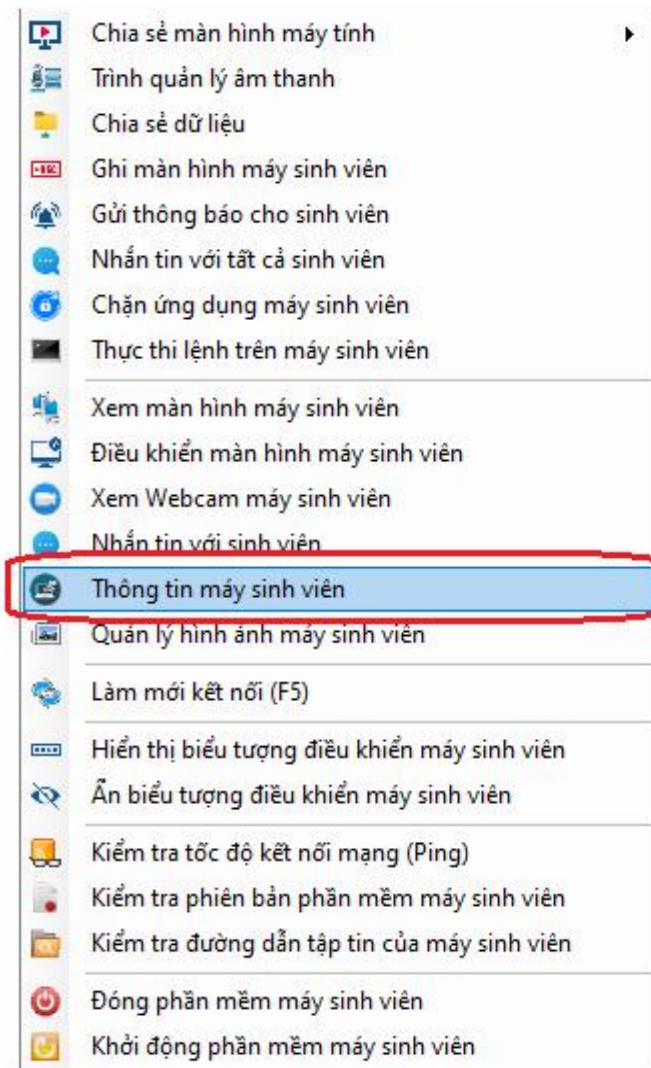 Chia sẻ màn hình máy tính
Trình quản lý âm thanh
Chia sẻ dữ liệu
REC
Ghi màn hình máy sinh viên
Gửi thông báo cho sinh viên
Nhắn tin với tất cả sinh viên
Chặn ứng dụng máy sinh viên
Thực thi lệnh trên máy sinh viên
Xem màn hình máy sinh viên
Điều khiển màn hình máy sinh viên
Xem Webcam máy sinh viên
Nhắn tin với sinh viên
Thông tin máy sinh viên
Quản lý hình ảnh máy sinh viên
Làm mới kết nối (F5)
Hiển thị biểu tượng điều khiển máy sinh viên
Ẩn biểu tượng điều khiển máy sinh viên
Kiểm tra tốc độ kết nối mạng (Ping)
Kiểm tra phiên bản phần mềm máy sinh viên
Kiểm tra đường dẫn tập tin của máy sinh viên
Đóng phần mềm máy sinh viên
Khởi động phần mềm máy sinh viên